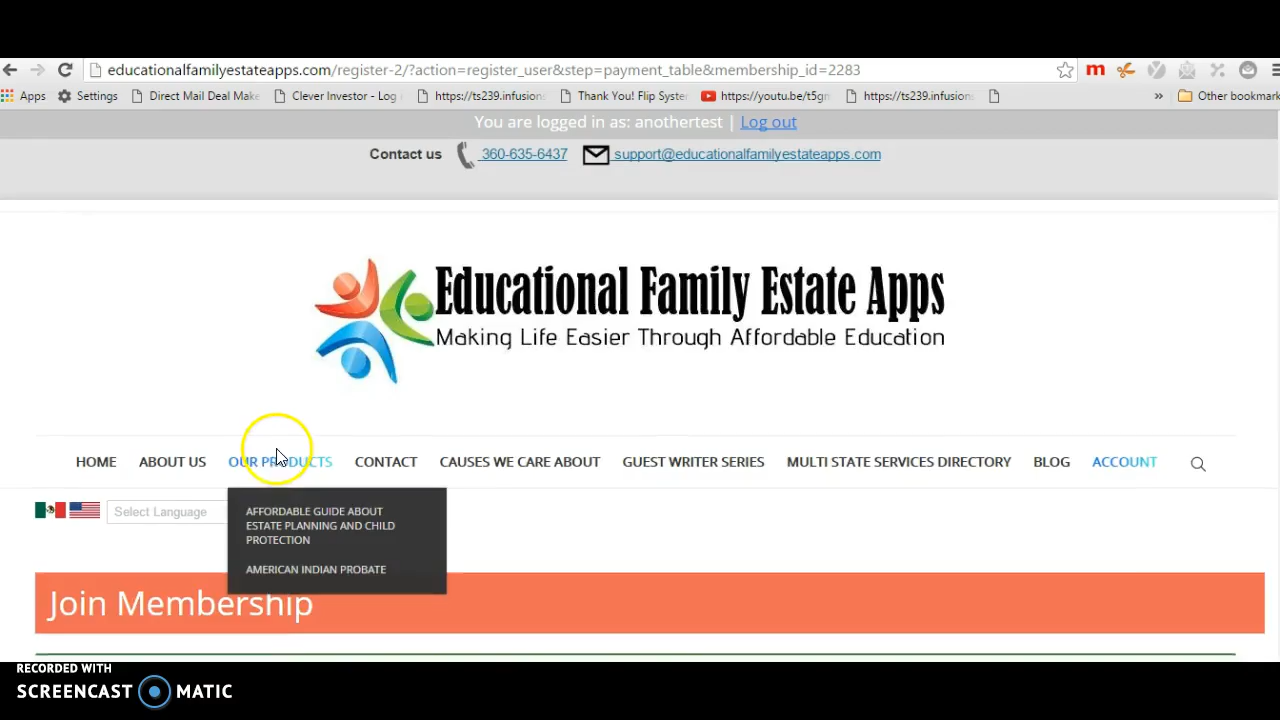 educationalfamilyestateapps.com/register-2/?action=register_user&step=payment_table&membership_id=2283
Apps Settings Direct Mail Deal Make Clever Investor - Log https://ts239.infusion Thank You! Flip Syste https://youtu.be/t5gm https://ts239.infusion » Other bookmark
You are logged in as: anothertest | Log out
Contact us 360-635-6437 support@educationalfamilyestateapps.com
Educational Family Estate Apps
Making Life Easier Through Affordable Education
HOME ABOUT US OUR PRODUCTS CONTACT CAUSES WE CARE ABOUT GUEST WRITER SERIES MULTI STATE SERVICES DIRECTORY BLOG ACCOUNT
Select Language
AFFORDABLE GUIDE ABOUT
ESTATE PLANNING AND CHILD
PROTECTION
AMERICAN INDIAN PROBATE
Join Membership
RECORDED WITH
SCREENCAST MATIC